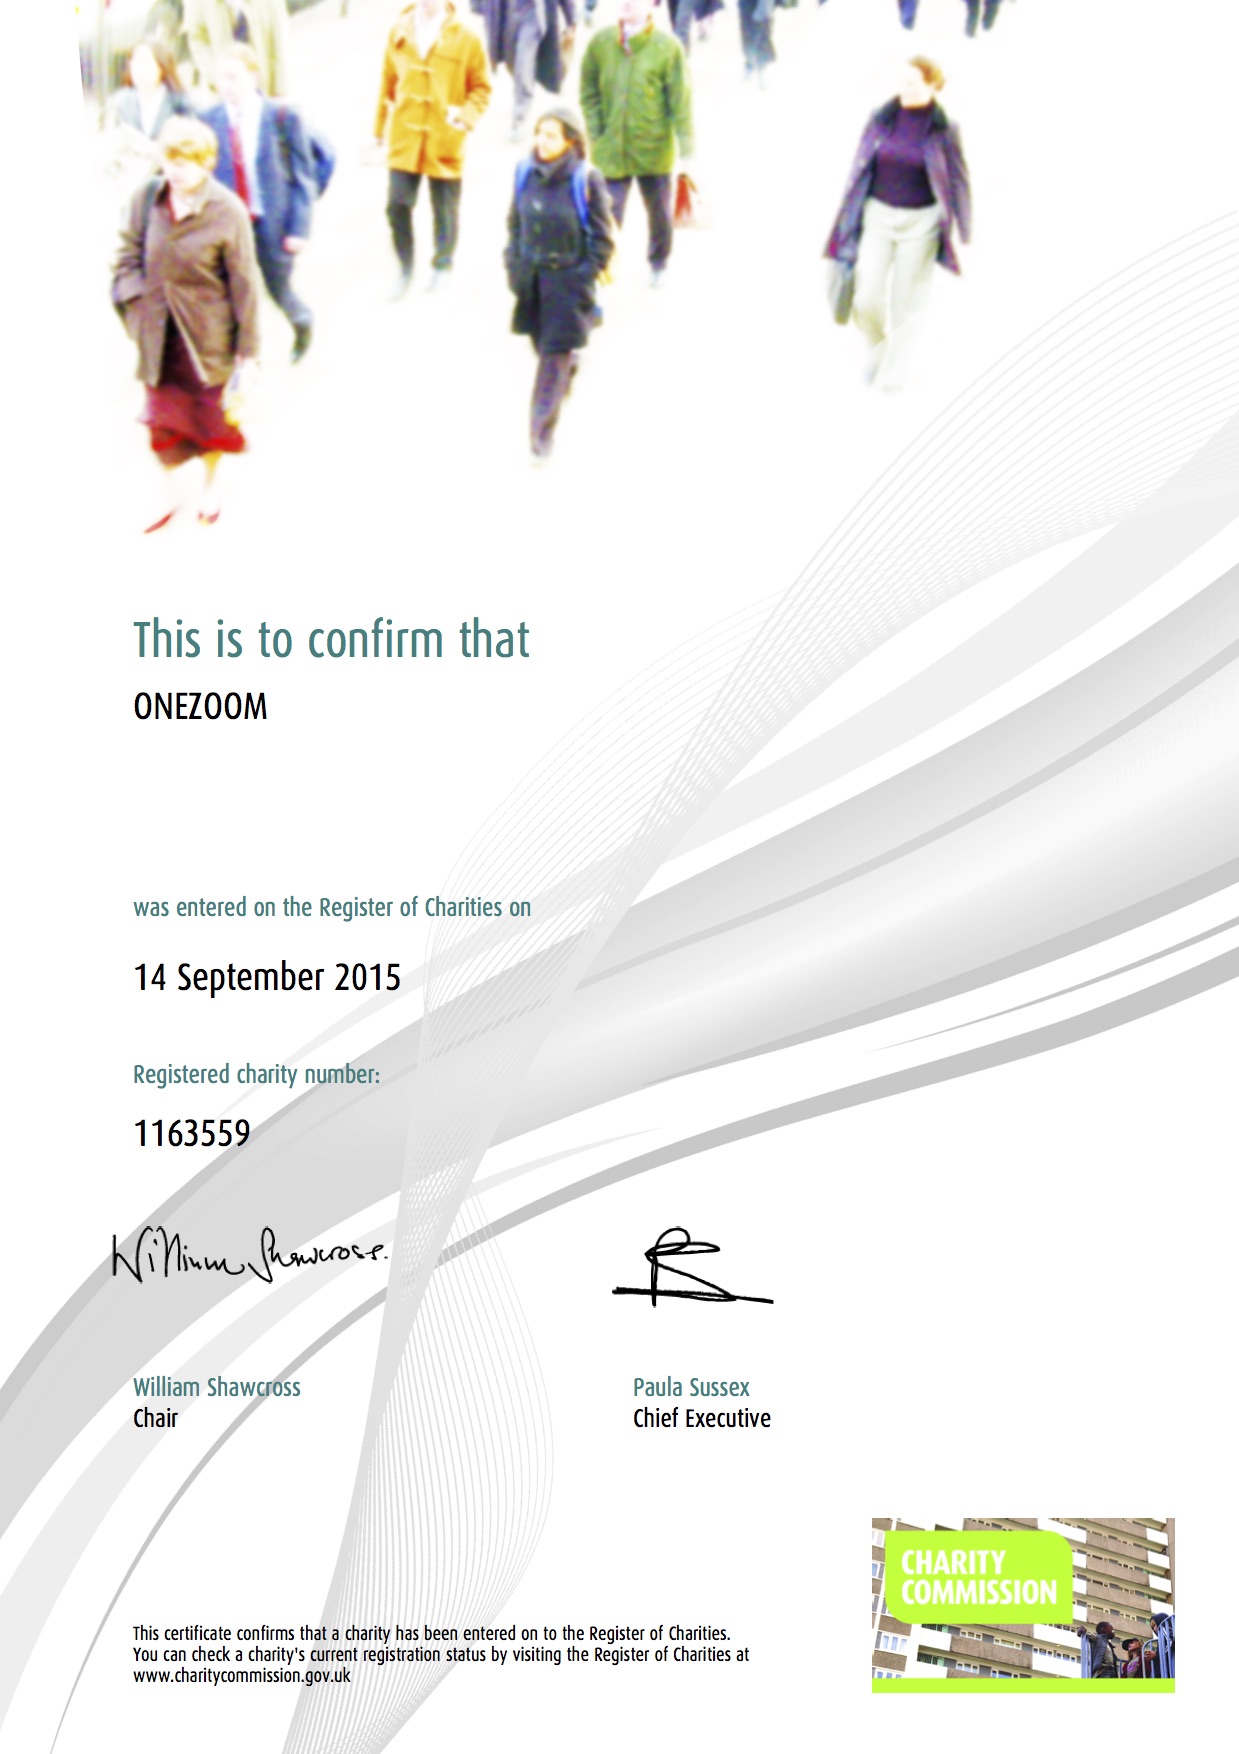 This is to confirm that
ONEZOOM
was entered on the Register of Charities on
14 September 2015
Registered charity number:
1163559
William Shawcross.
William Shawcross
Chair
Paula Sussex
Chief Executive
CHARITY
COMMISSION
This certificate confirms that a charity has been entered on to the Register of Charities.
You can check a charity's current registration status by visiting the Register of Charities at
www.charitycommission.gov.uk